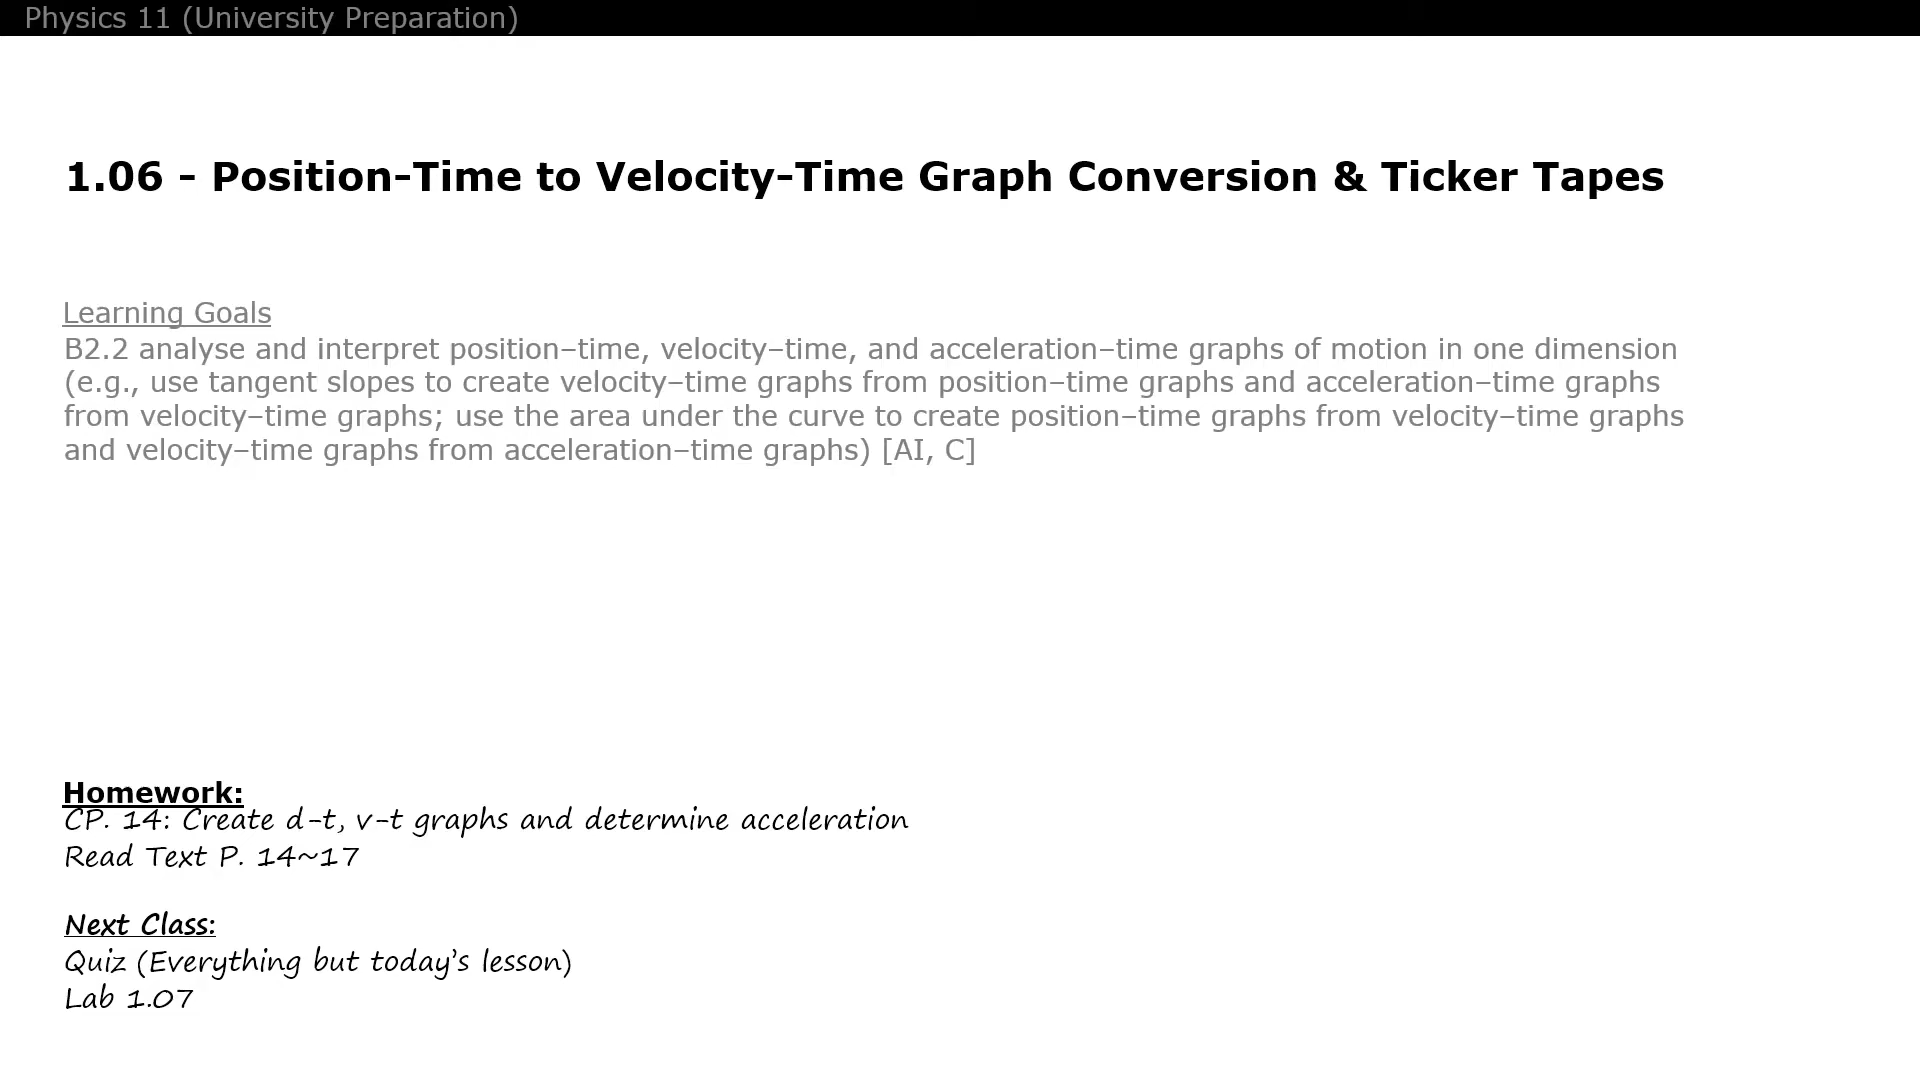 Physics 11 (University Preparation)
1.06 - Position-Time to Velocity-Time Graph Conversion & Ticker Tapes
Learning Goals
B2.2 analyse and interpret position–time, velocity–time, and acceleration–time graphs of motion in one dimension
(e.g., use tangent slopes to create velocity–time graphs from position–time graphs and acceleration–time graphs
from velocity–time graphs; use the area under the curve to create position–time graphs from velocity–time graphs
and velocity–time graphs from acceleration–time graphs) [AI, C]
Homework:
CP. 14: Create d-t, v-t graphs and determine acceleration
Read Text P. 14~17
Next Class:
Quiz (Everything but today’s lesson)
Lab 1.07